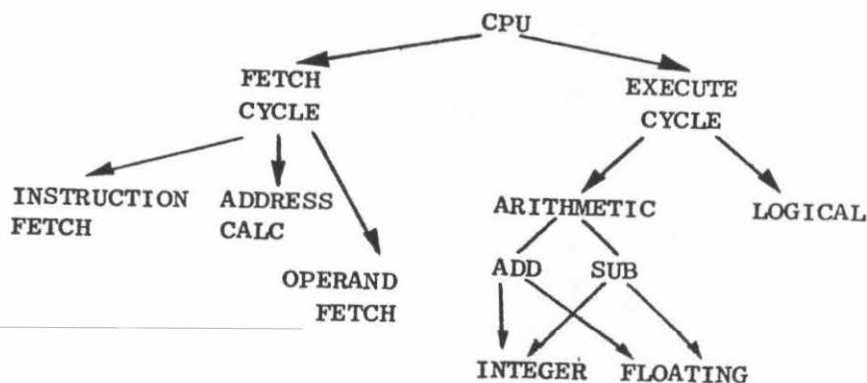 CPU
FETCH
CYCLE
EXECUTE
CYCLE
INSTRUCTION
FETCH
ADDRESS
CALC
OPERAND
FETCH
ARITHMETIC
LOGICAL
ADD
SUB
INTEGER
FLOATING